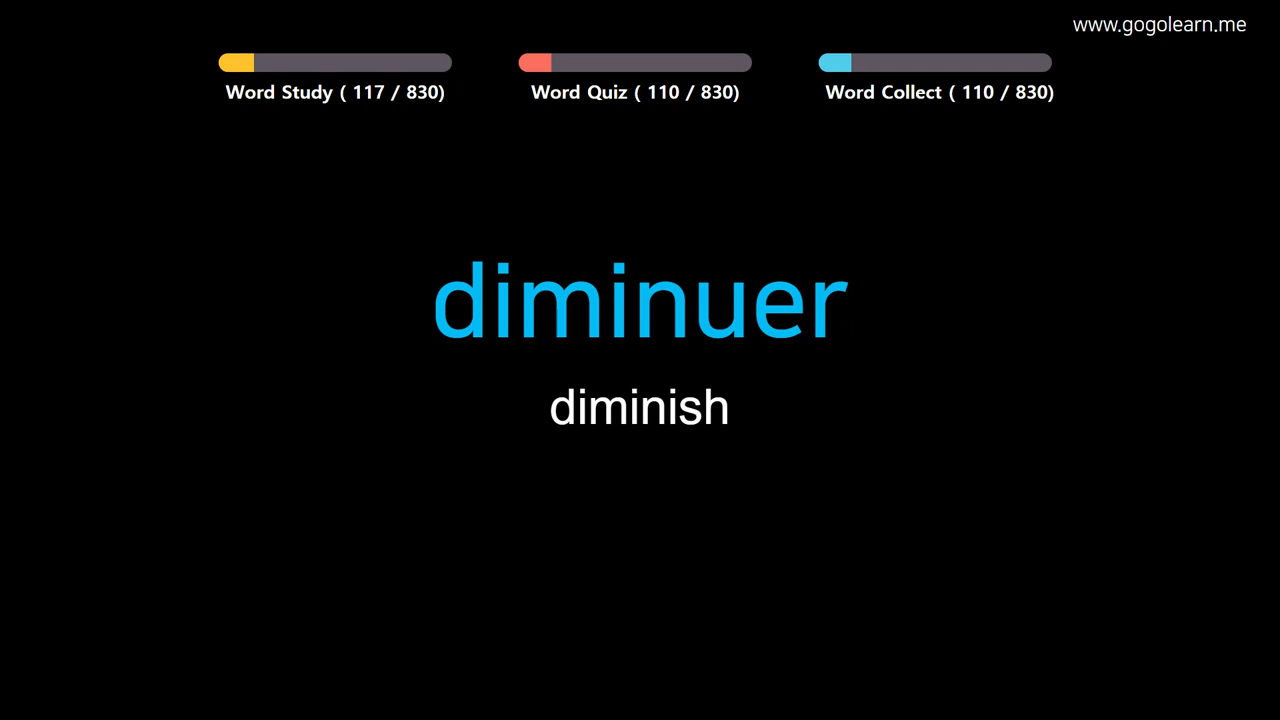 www.gogolearn.me
Word Study ( 117 / 830)
Word Quiz ( 110 / 830)
Word Collect ( 110 / 830)
diminuer
diminish